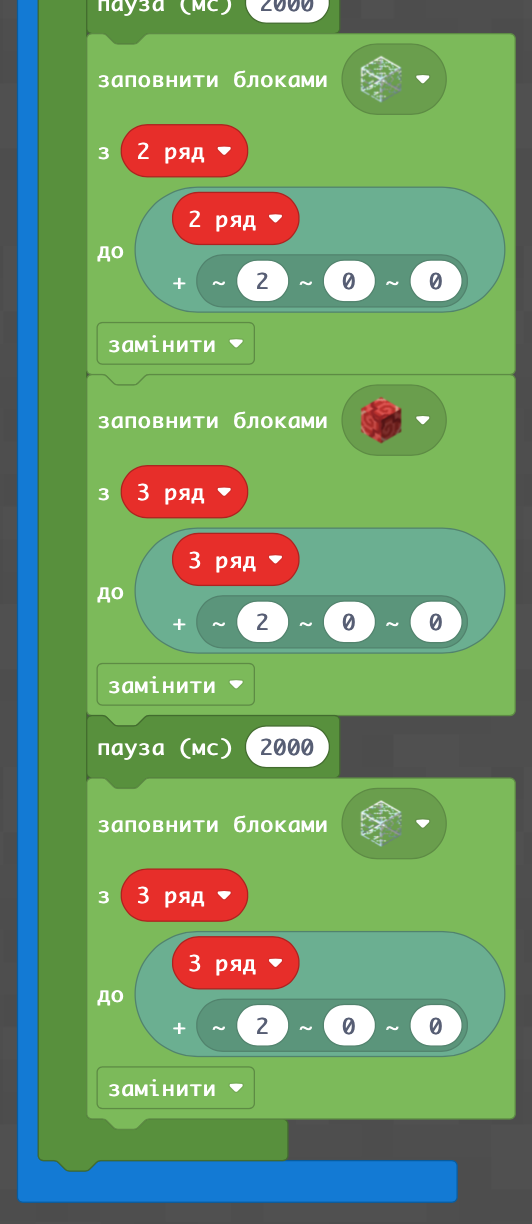 пауза (мс) 2000
заповнити блоками
з 2 ряд
2 ряд
до
+ ~ 2 ~ 0 ~ 0
замінити
заповнити блоками
з 3 ряд
3 ряд
до
+ ~ 2 ~ 0 ~ 0
замінити
пауза (мс) 2000
заповнити блоками
з 3 ряд
3 ряд
до
+ ~ 2 ~ 0 ~ 0
замінити